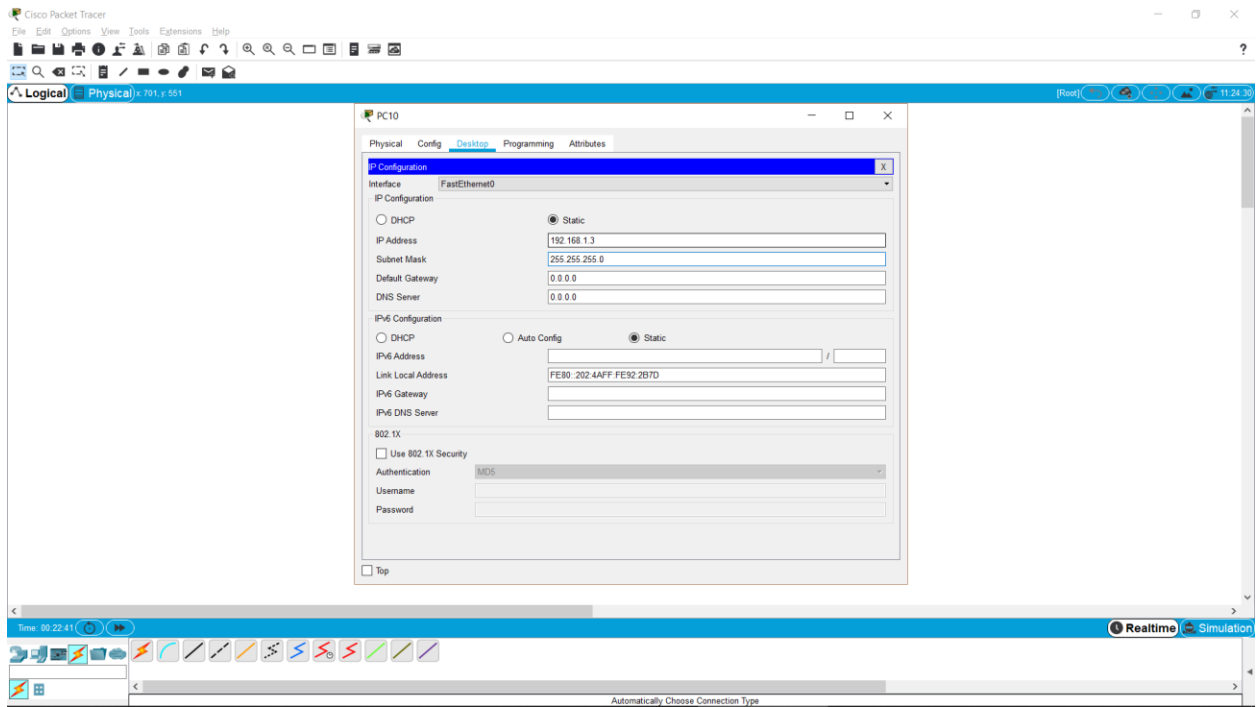 Cisco Packet Tracer
File Edit Options View Tools Extensions Help
?
Logical Physical x: 701, y: 551 [Root] 11:24:30
PC10
Physical Config Desktop Programming Attributes
IP Configuration X
Interface FastEthernet0
IP Configuration
DHCP Static
IP Address 192.168.1.3
Subnet Mask 255.255.255.0
Default Gateway 0.0.0.0
DNS Server 0.0.0.0
IPv6 Configuration
DHCP Auto Config Static
IPv6 Address /
Link Local Address FE80::202:4AFF:FE92:2B7D
IPv6 Gateway
IPv6 DNS Server
802.1X
Use 802.1X Security
Authentication MD5
Username
Password
Top
Time: 00:22:41 Realtime Simulation
Automatically Choose Connection Type